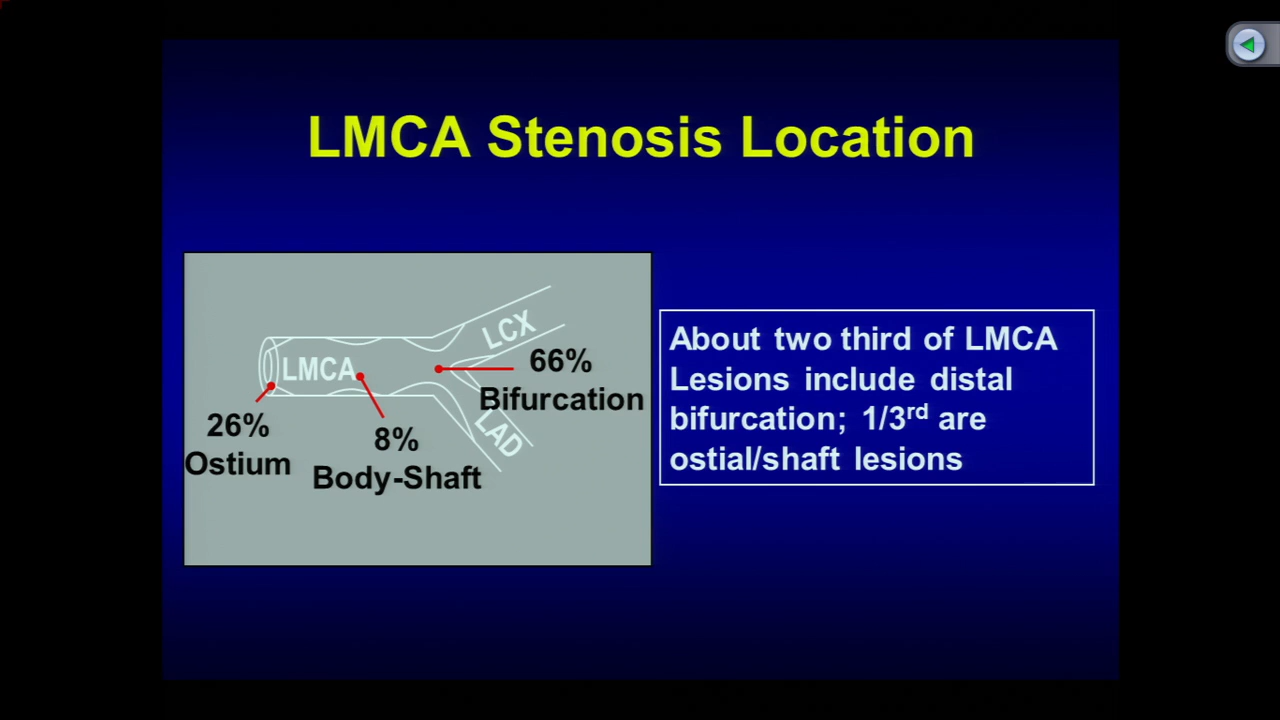 LMCA Stenosis Location
LMCA
LCX
LAD
66%
Bifurcation
26%
Ostium
8%
Body-Shaft
About two third of LMCA
Lesions include distal
bifurcation; 1/3rd are
ostial/shaft lesions